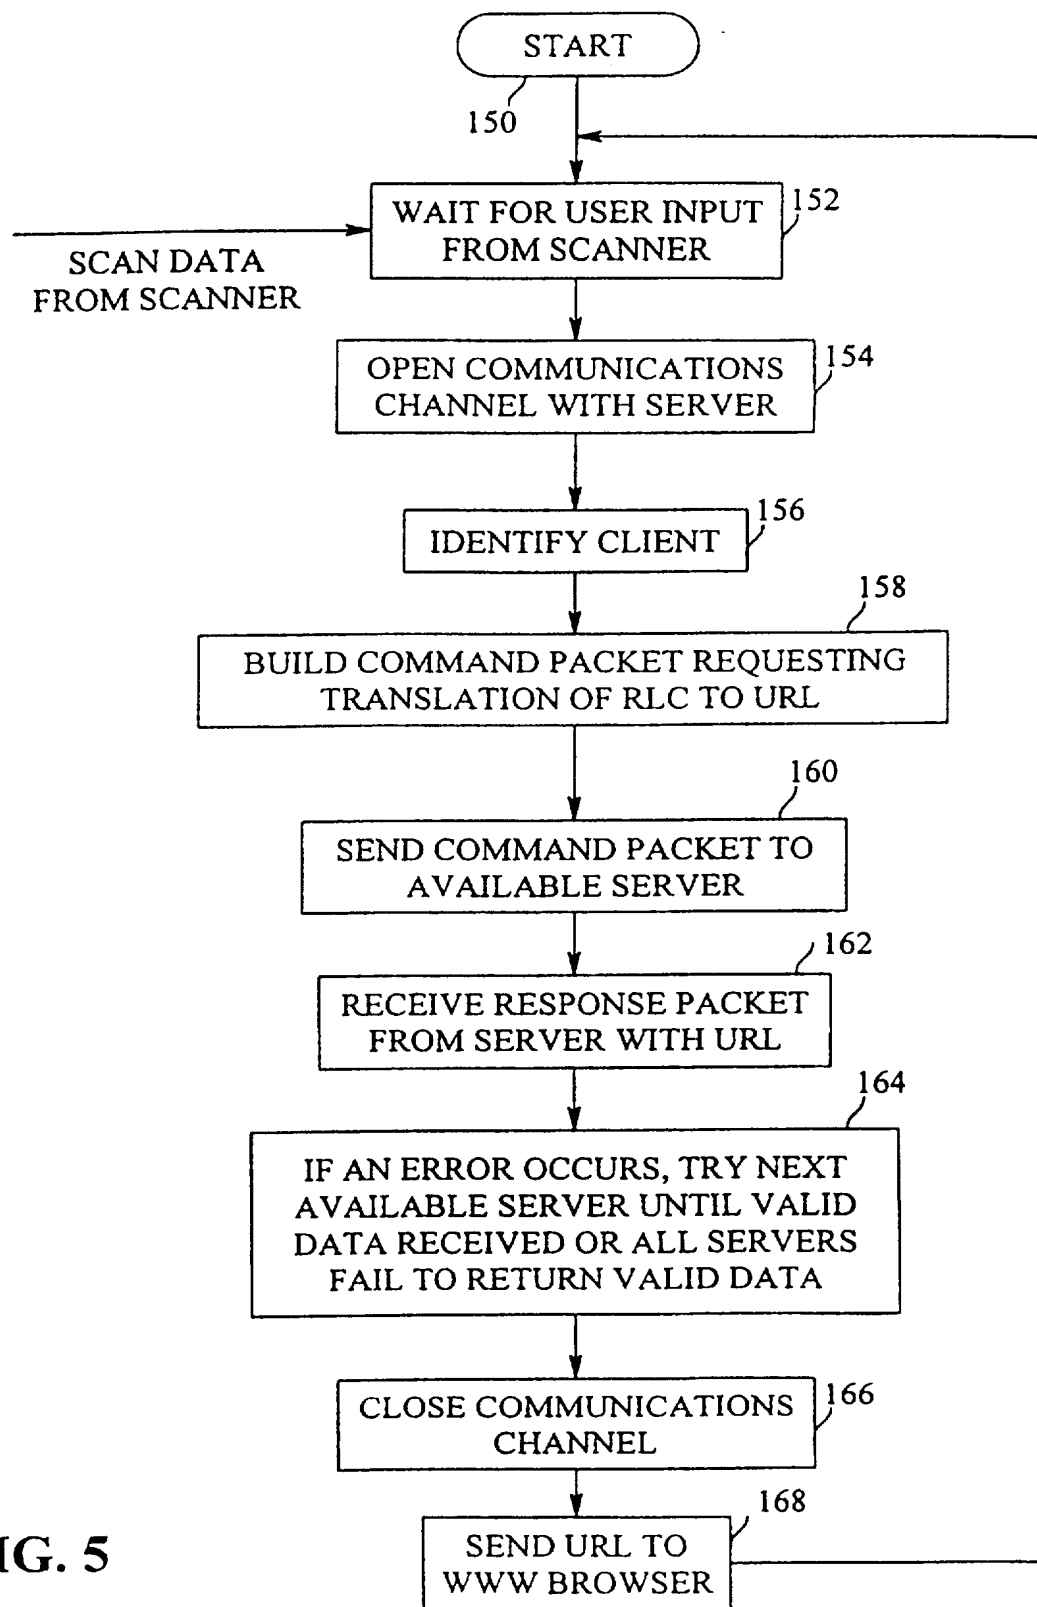 START
150
WAIT FOR USER INPUT
FROM SCANNER
152
SCAN DATA
FROM SCANNER
OPEN COMMUNICATIONS
CHANNEL WITH SERVER
154
IDENTIFY CLIENT
156
158
BUILD COMMAND PACKET REQUESTING
TRANSLATION OF RLC TO URL
160
SEND COMMAND PACKET TO
AVAILABLE SERVER
162
RECEIVE RESPONSE PACKET
FROM SERVER WITH URL
164
IF AN ERROR OCCURS, TRY NEXT
AVAILABLE SERVER UNTIL VALID
DATA RECEIVED OR ALL SERVERS
FAIL TO RETURN VALID DATA
CLOSE COMMUNICATIONS
CHANNEL
166
168
SEND URL TO
WWW BROWSER
IG. 5